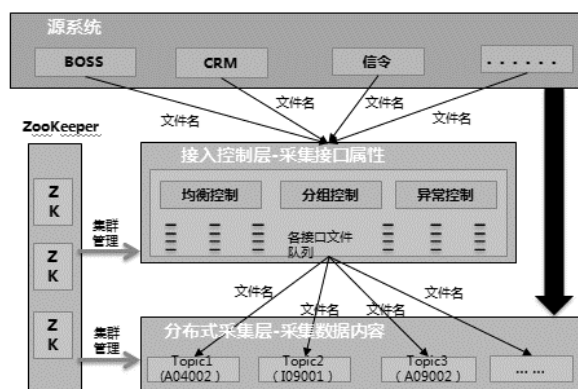 源系统
BOSS
CRM
信令
. . . . . .
文件名
文件名
文件名
文件名
ZooKeeper
接入控制层-采集接口属性
Z
K
均衡控制
分组控制
异常控制
集群
管理
各接口文件
队列
Z
K
文件名
文件名
文件名
文件名
Z
K
集群
管理
分布式采集层-采集数据内容
Topic1
(A04002)
Topic2
(I09001)
Topic3
(A09002)
... ...